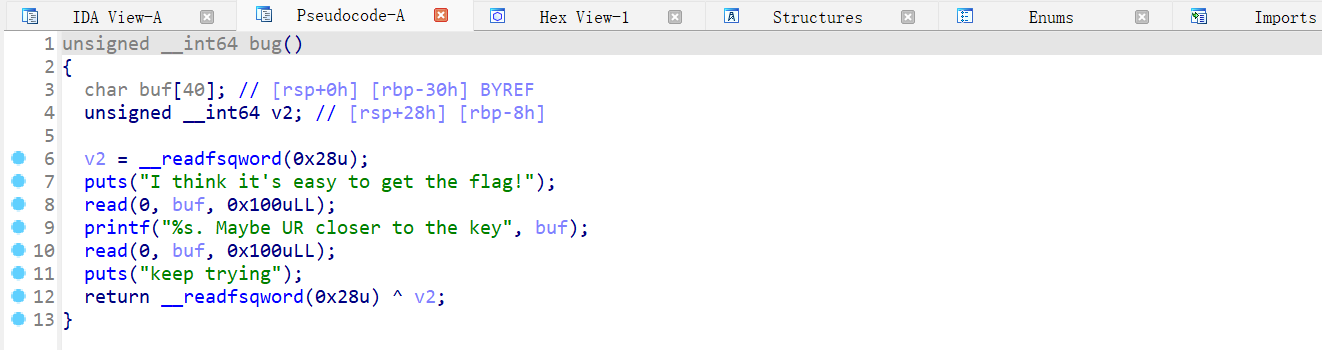 IDA View-A Pseudocode-A Hex View-1 Structures Enums Imports
1 unsigned __int64 bug()
2 {
3 char buf[40]; // [rsp+0h] [rbp-30h] BYREF
4 unsigned __int64 v2; // [rsp+28h] [rbp-8h]
5
6 v2 = __readfsqword(0x28u);
7 puts("I think it's easy to get the flag!");
8 read(0, buf, 0x100uLL);
9 printf("%s. Maybe UR closer to the key", buf);
10 read(0, buf, 0x100uLL);
11 puts("keep trying");
12 return __readfsqword(0x28u) ^ v2;
13 }